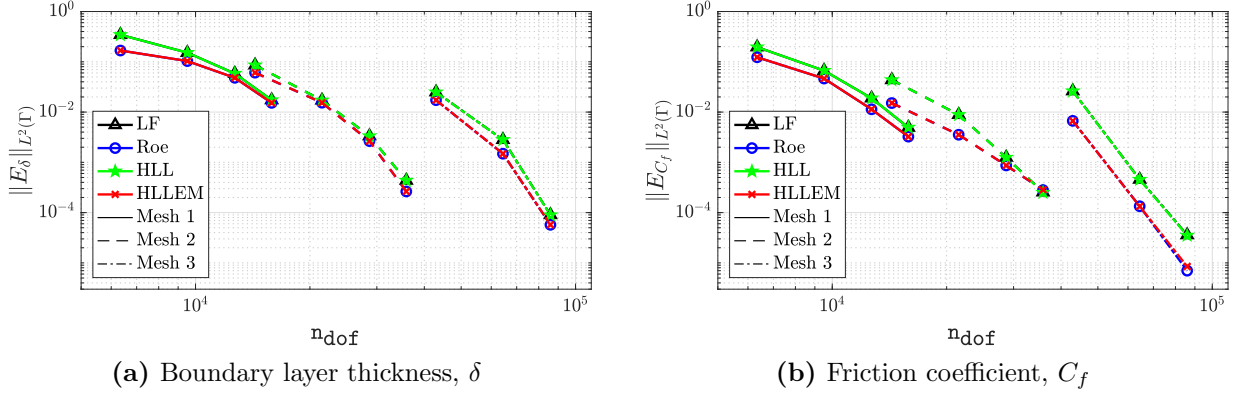 10^0
10^-2
10^-4
||E_δ||_{L^2(Γ)}
LF
Roe
HLL
HLLEM
Mesh 1
Mesh 2
Mesh 3
10^4
10^5
n_dof
(a) Boundary layer thickness, δ
10^0
10^-2
10^-4
||E_{C_f}||_{L^2(Γ)}
LF
Roe
HLL
HLLEM
Mesh 1
Mesh 2
Mesh 3
10^4
10^5
n_dof
(b) Friction coefficient, C_f